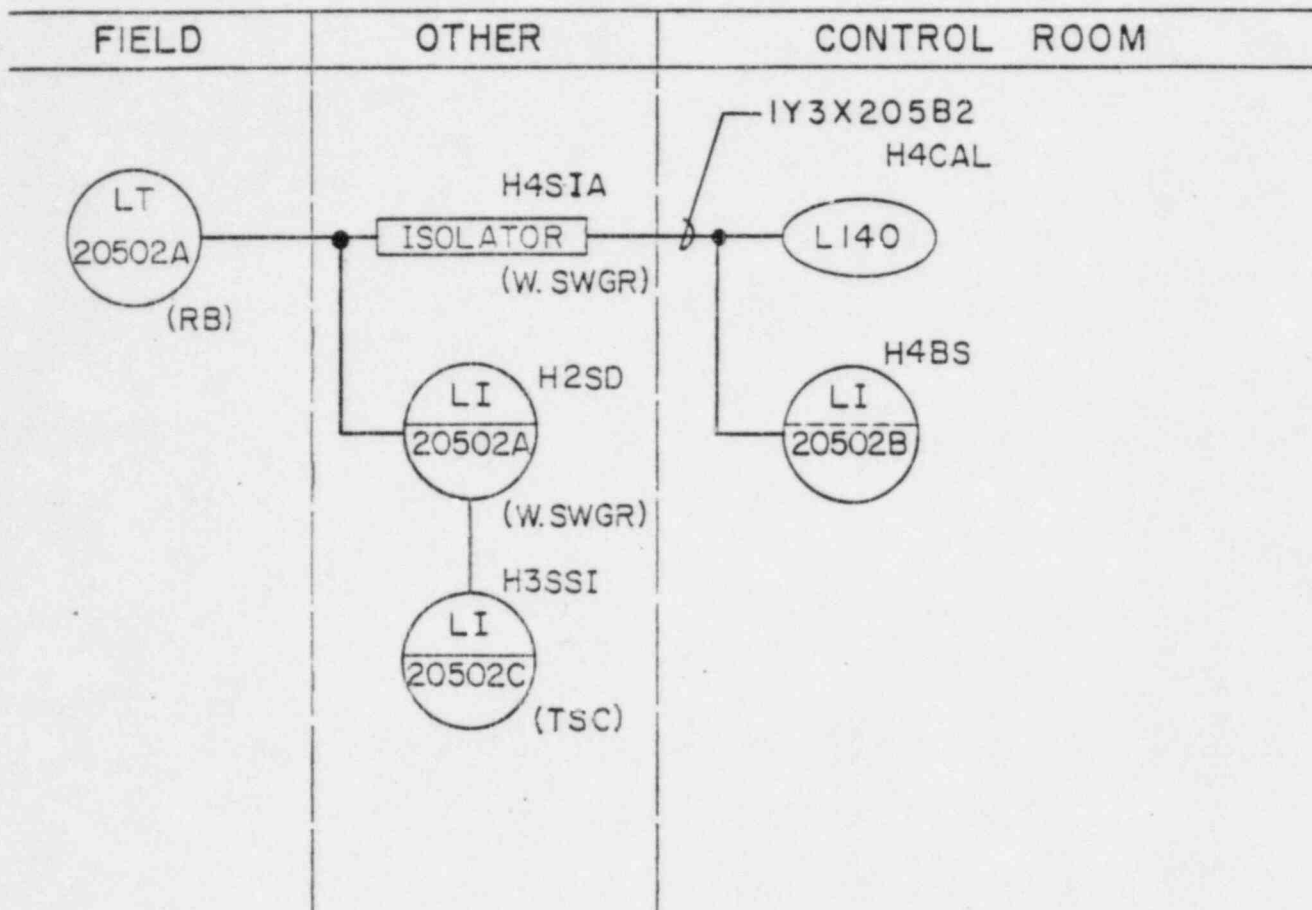 FIELD
OTHER
CONTROL ROOM
1Y3X205B2
H4CAL
LT
20502A
(RB)
H4SIA
ISOLATOR
(W. SWGR)
L140
H2SD
LI
20502A
(W. SWGR)
H4BS
LI
20502B
H3SSI
LI
20502C
(TSC)